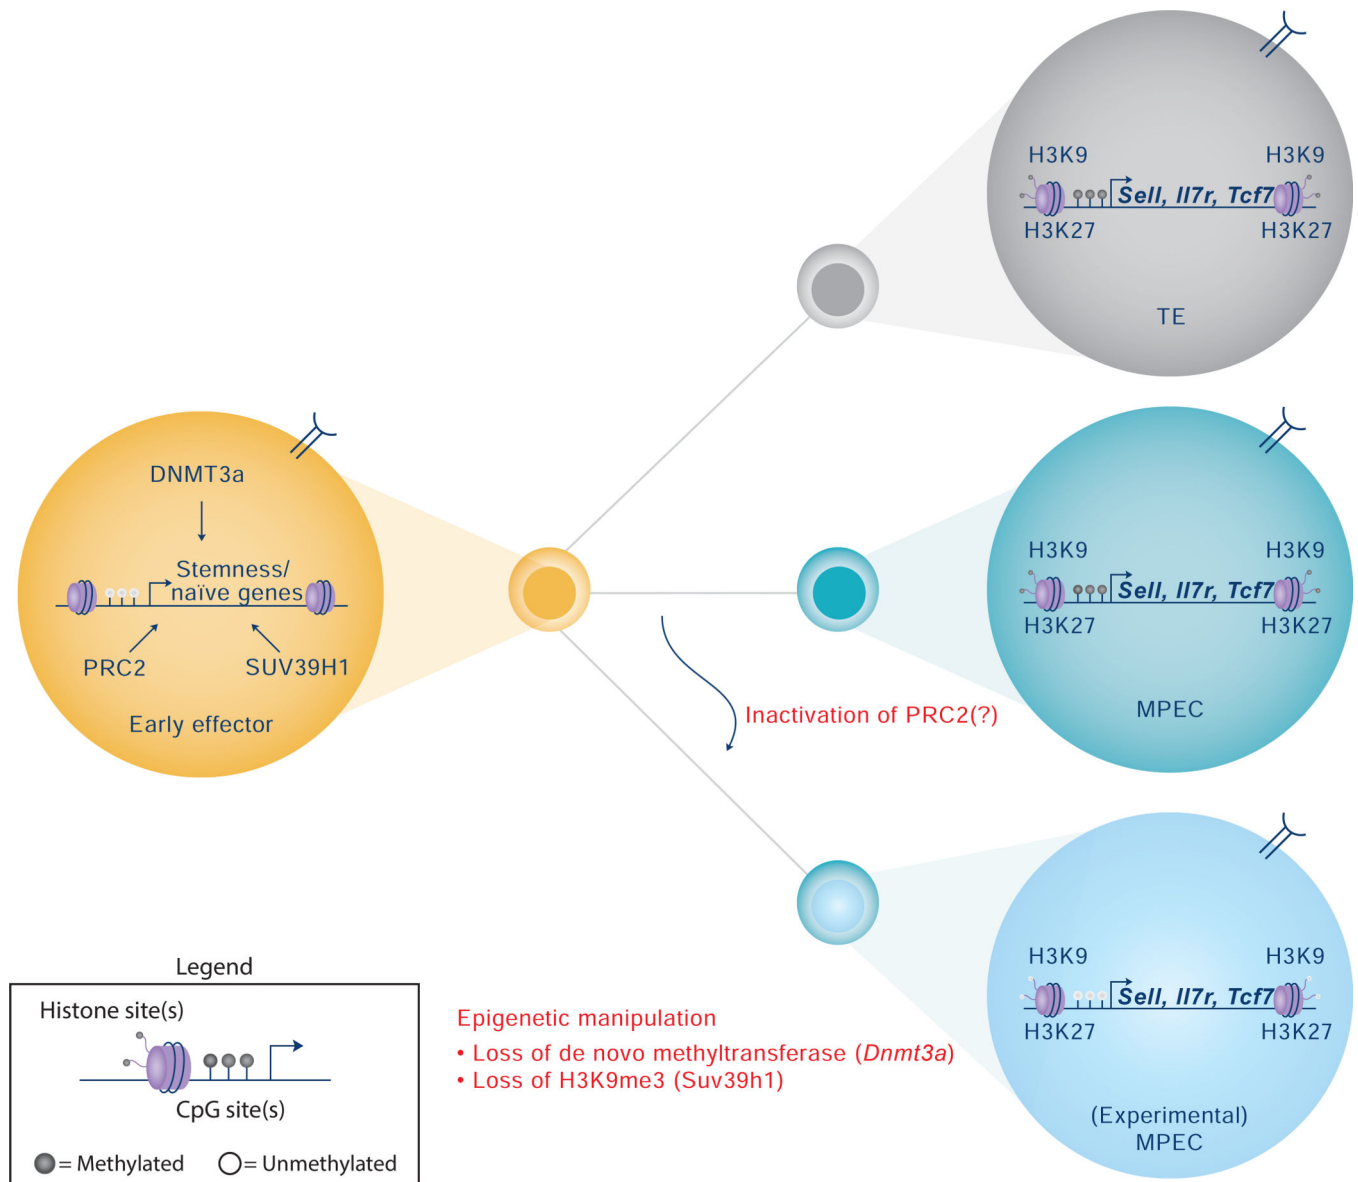 H3K9
H3K9
Sell, Il7r, Tcf7
H3K27
H3K27
TE
DNMT3a
Stemness/
naïve genes
PRC2
SUV39H1
Early effector
H3K9
H3K9
Sell, Il7r, Tcf7
H3K27
H3K27
MPEC
Inactivation of PRC2(?)
H3K9
H3K9
Sell, Il7r, Tcf7
H3K27
H3K27
(Experimental)
MPEC
Epigenetic manipulation
• Loss of de novo methyltransferase (Dnmt3a)
• Loss of H3K9me3 (Suv39h1)
Legend
Histone site(s)
CpG site(s)
= Methylated
= Unmethylated